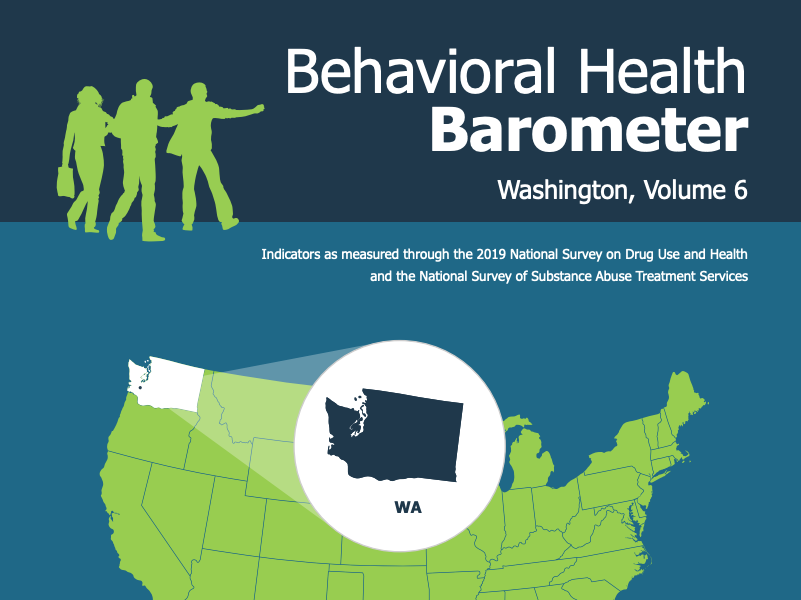 Behavioral Health
Barometer
Washington, Volume 6
Indicators as measured through the 2019 National Survey on Drug Use and Health
and the National Survey of Substance Abuse Treatment Services
WA